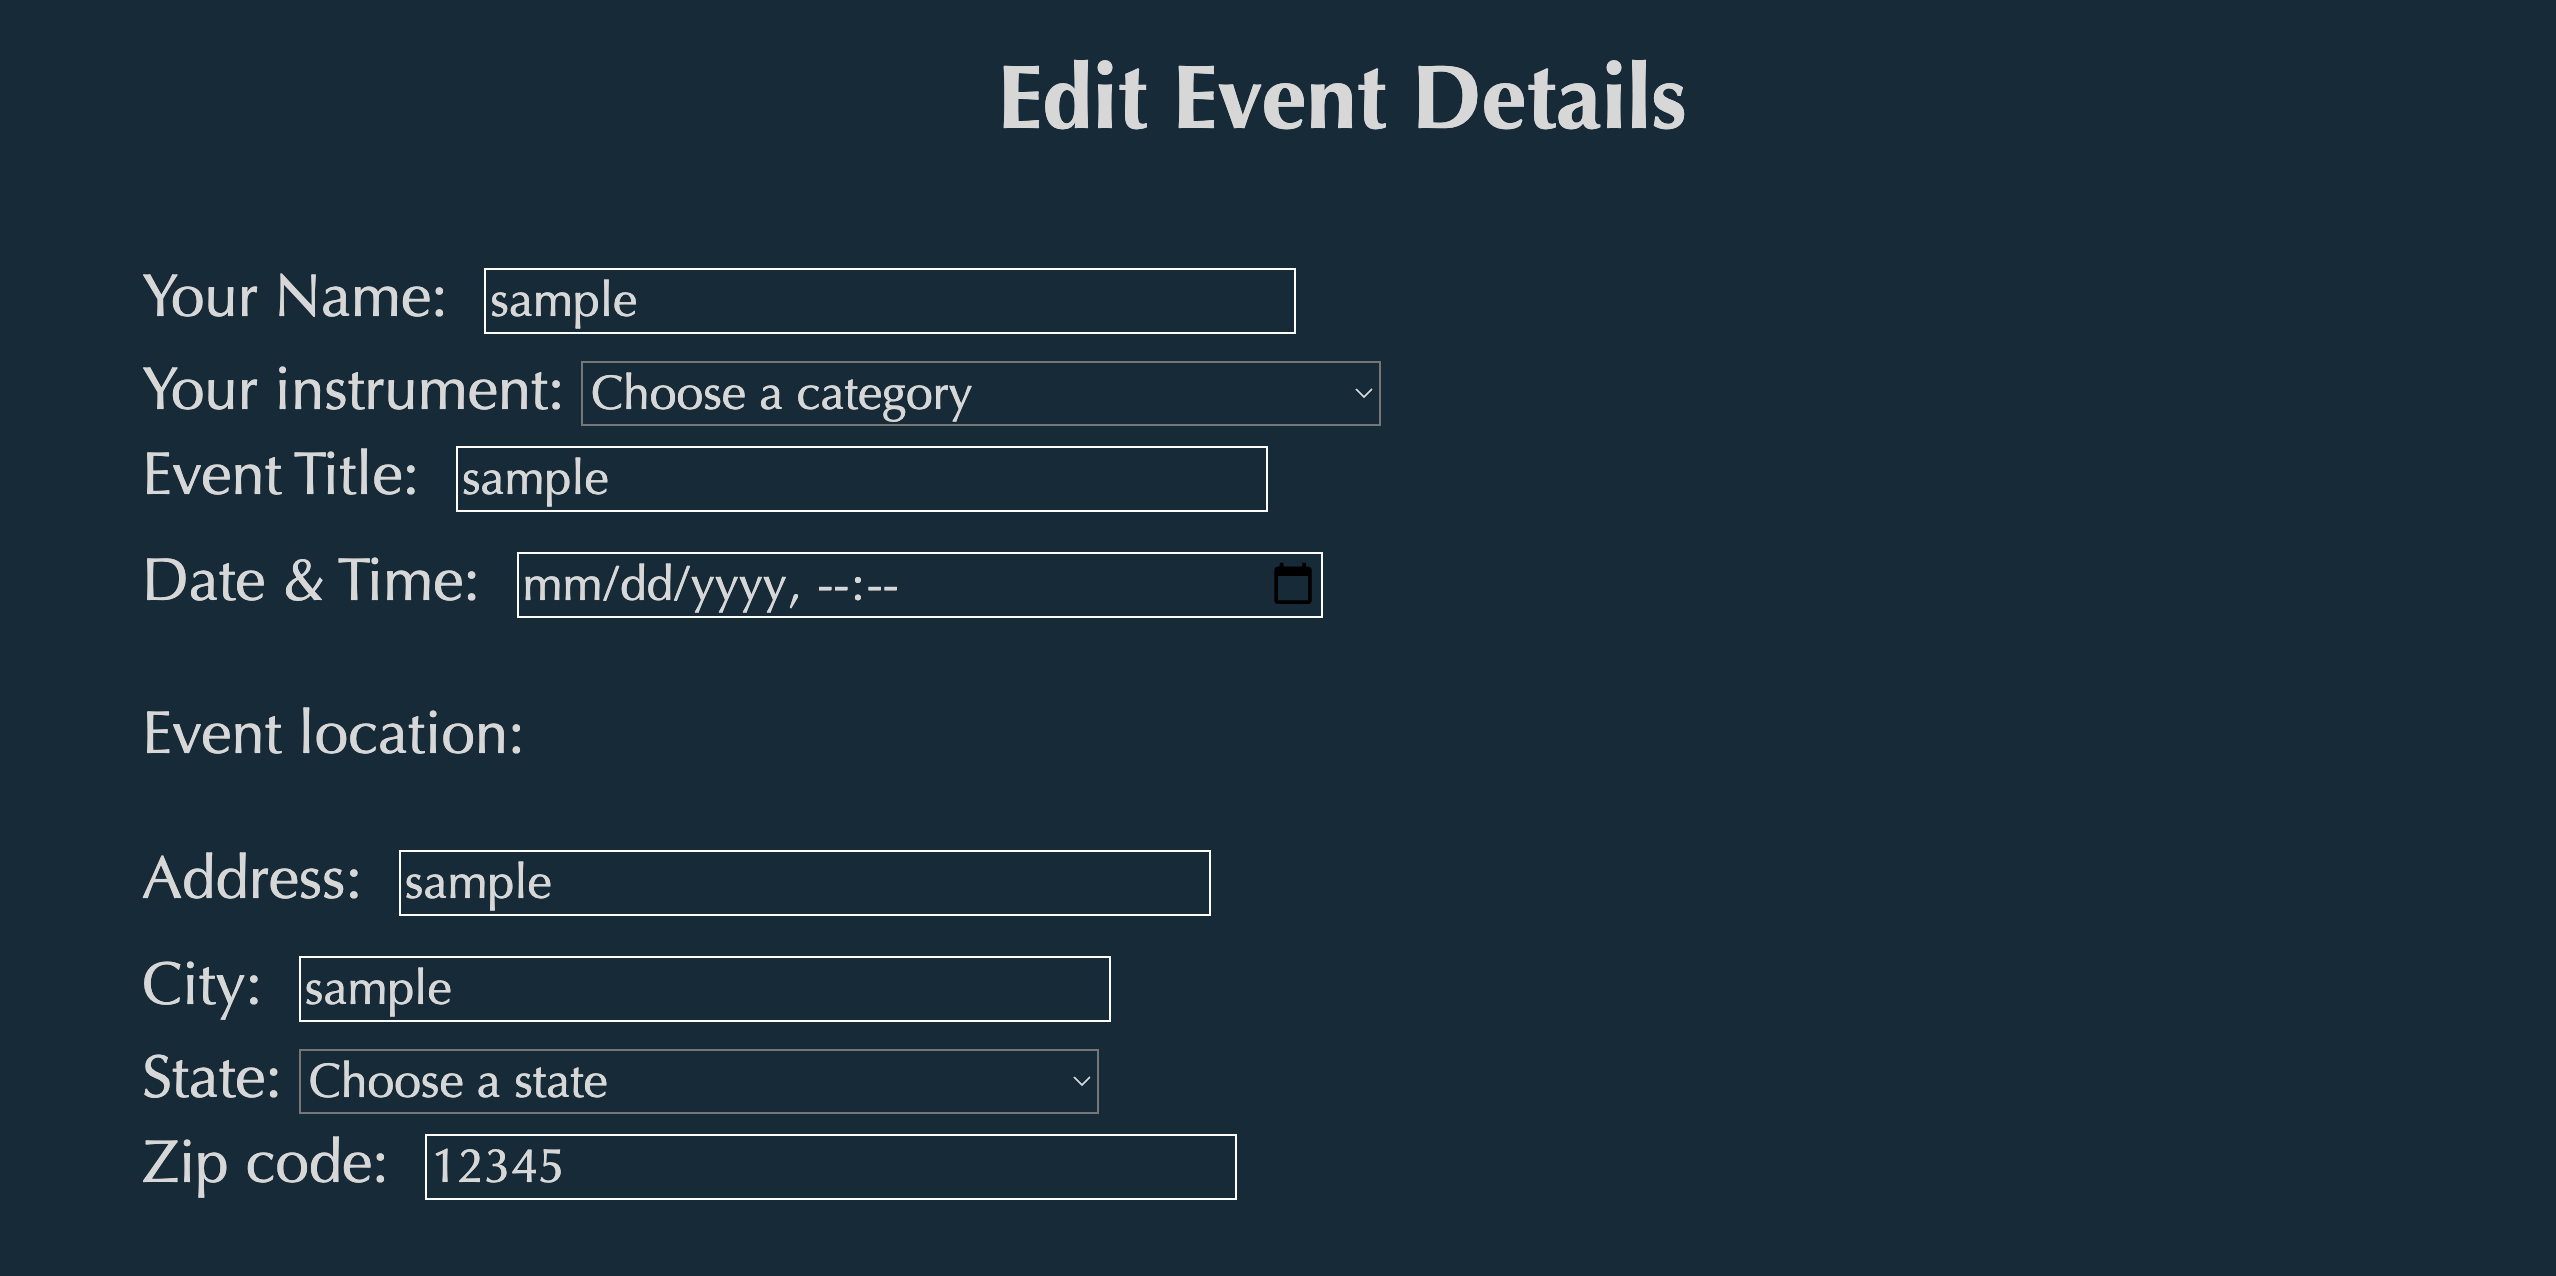 Edit Event Details
Your Name: sample
Your instrument: Choose a category
Event Title: sample
Date & Time: mm/dd/yyyy, --:--
Event location:
Address: sample
City: sample
State: Choose a state
Zip code: 12345